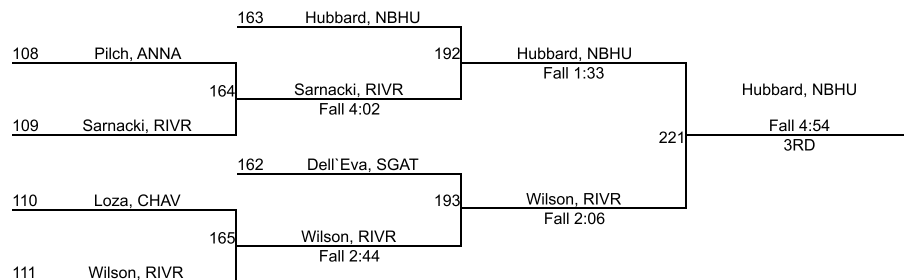 163 Hubbard, NBHU
108 Pilch, ANNA
192 Hubbard, NBHU
Fall 1:33
164 Sarnacki, RIVR
Fall 4:02
Hubbard, NBHU
109 Sarnacki, RIVR
Fall 4:54
221
3RD
162 Dell`Eva, SGAT
110 Loza, CHAV
193 Wilson, RIVR
Fall 2:06
165 Wilson, RIVR
Fall 2:44
111 Wilson, RIVR